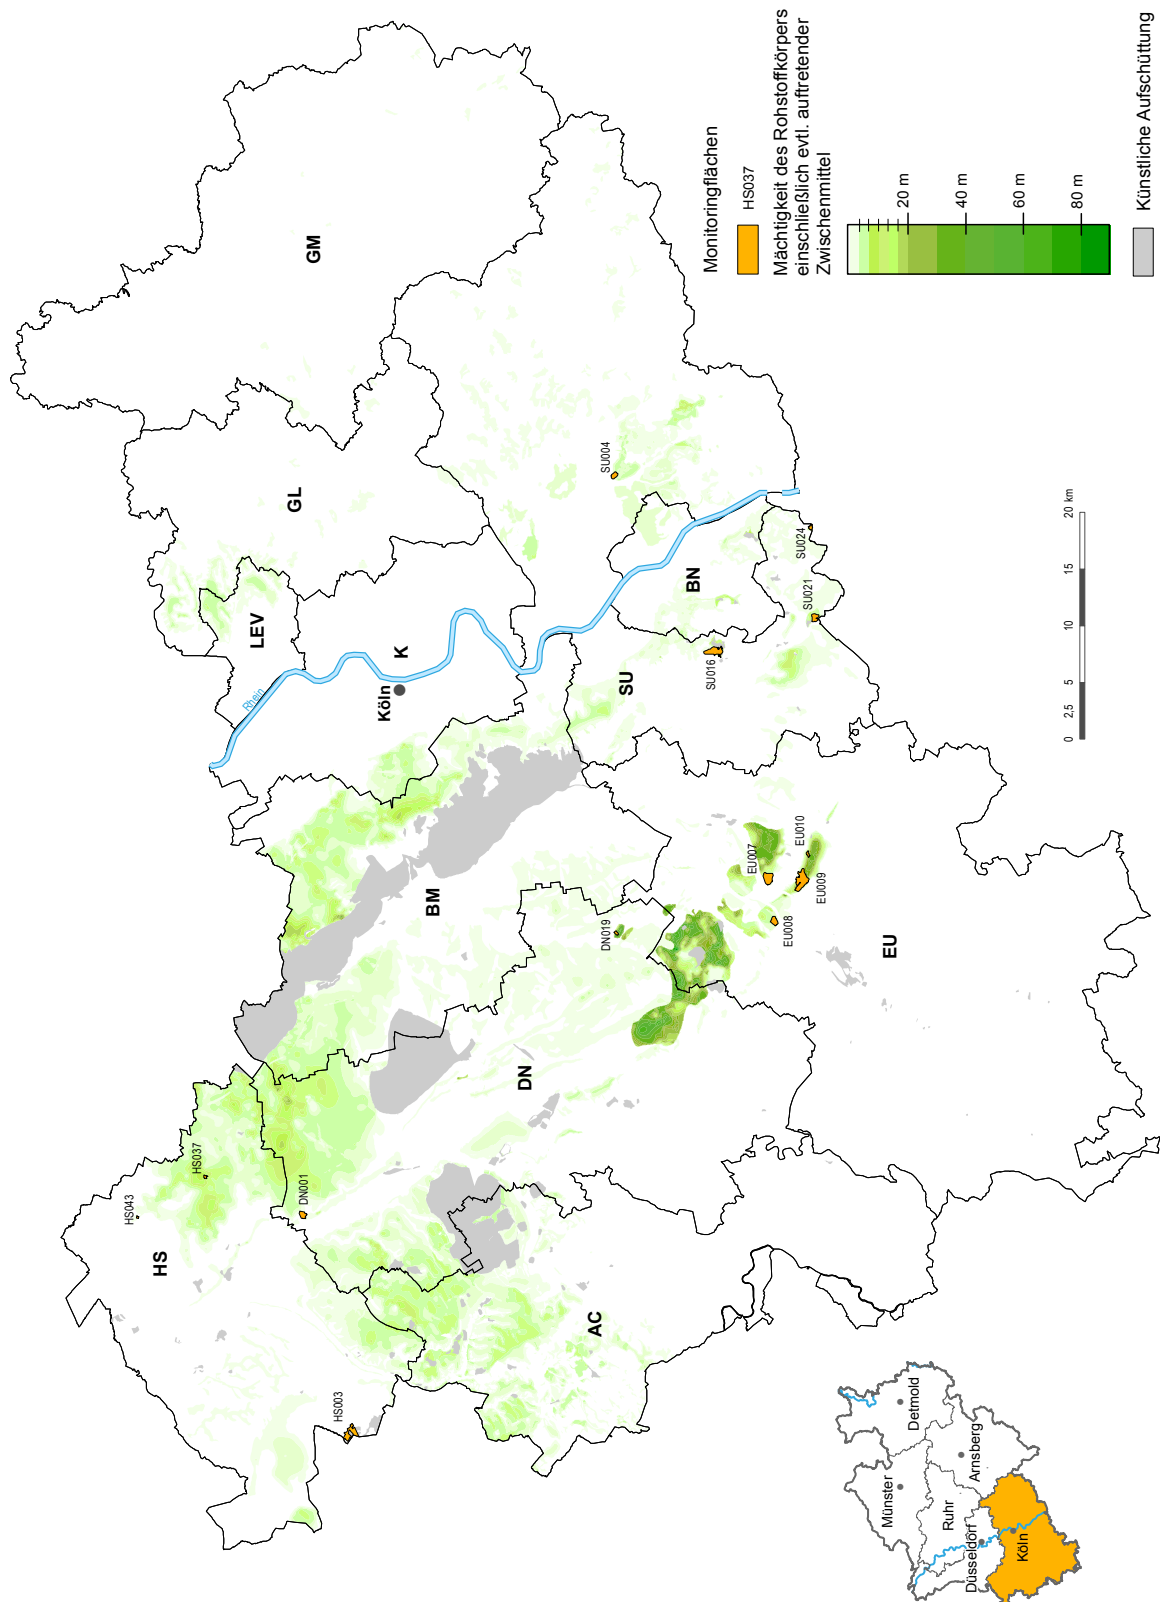 GM
GL
LEV
Rhein
K
Köln
SU004
BN
SU024
SU021
SU
SU016
BM
EU007
EU010
EU009
EU008
EU
DN019
DN
DN001
HS037
HS043
HS
HS003
AC
Monitoringflächen
HS037
Mächtigkeit des Rohstoffkörpers
einschließlich evtl. auftretender
Zwischenmittel
20 m
40 m
60 m
80 m
Künstliche Aufschüttung
0 2.5 5 10 15 20 km
Münster
Detmold
Ruhr
Arnsberg
Düsseldorf
Köln